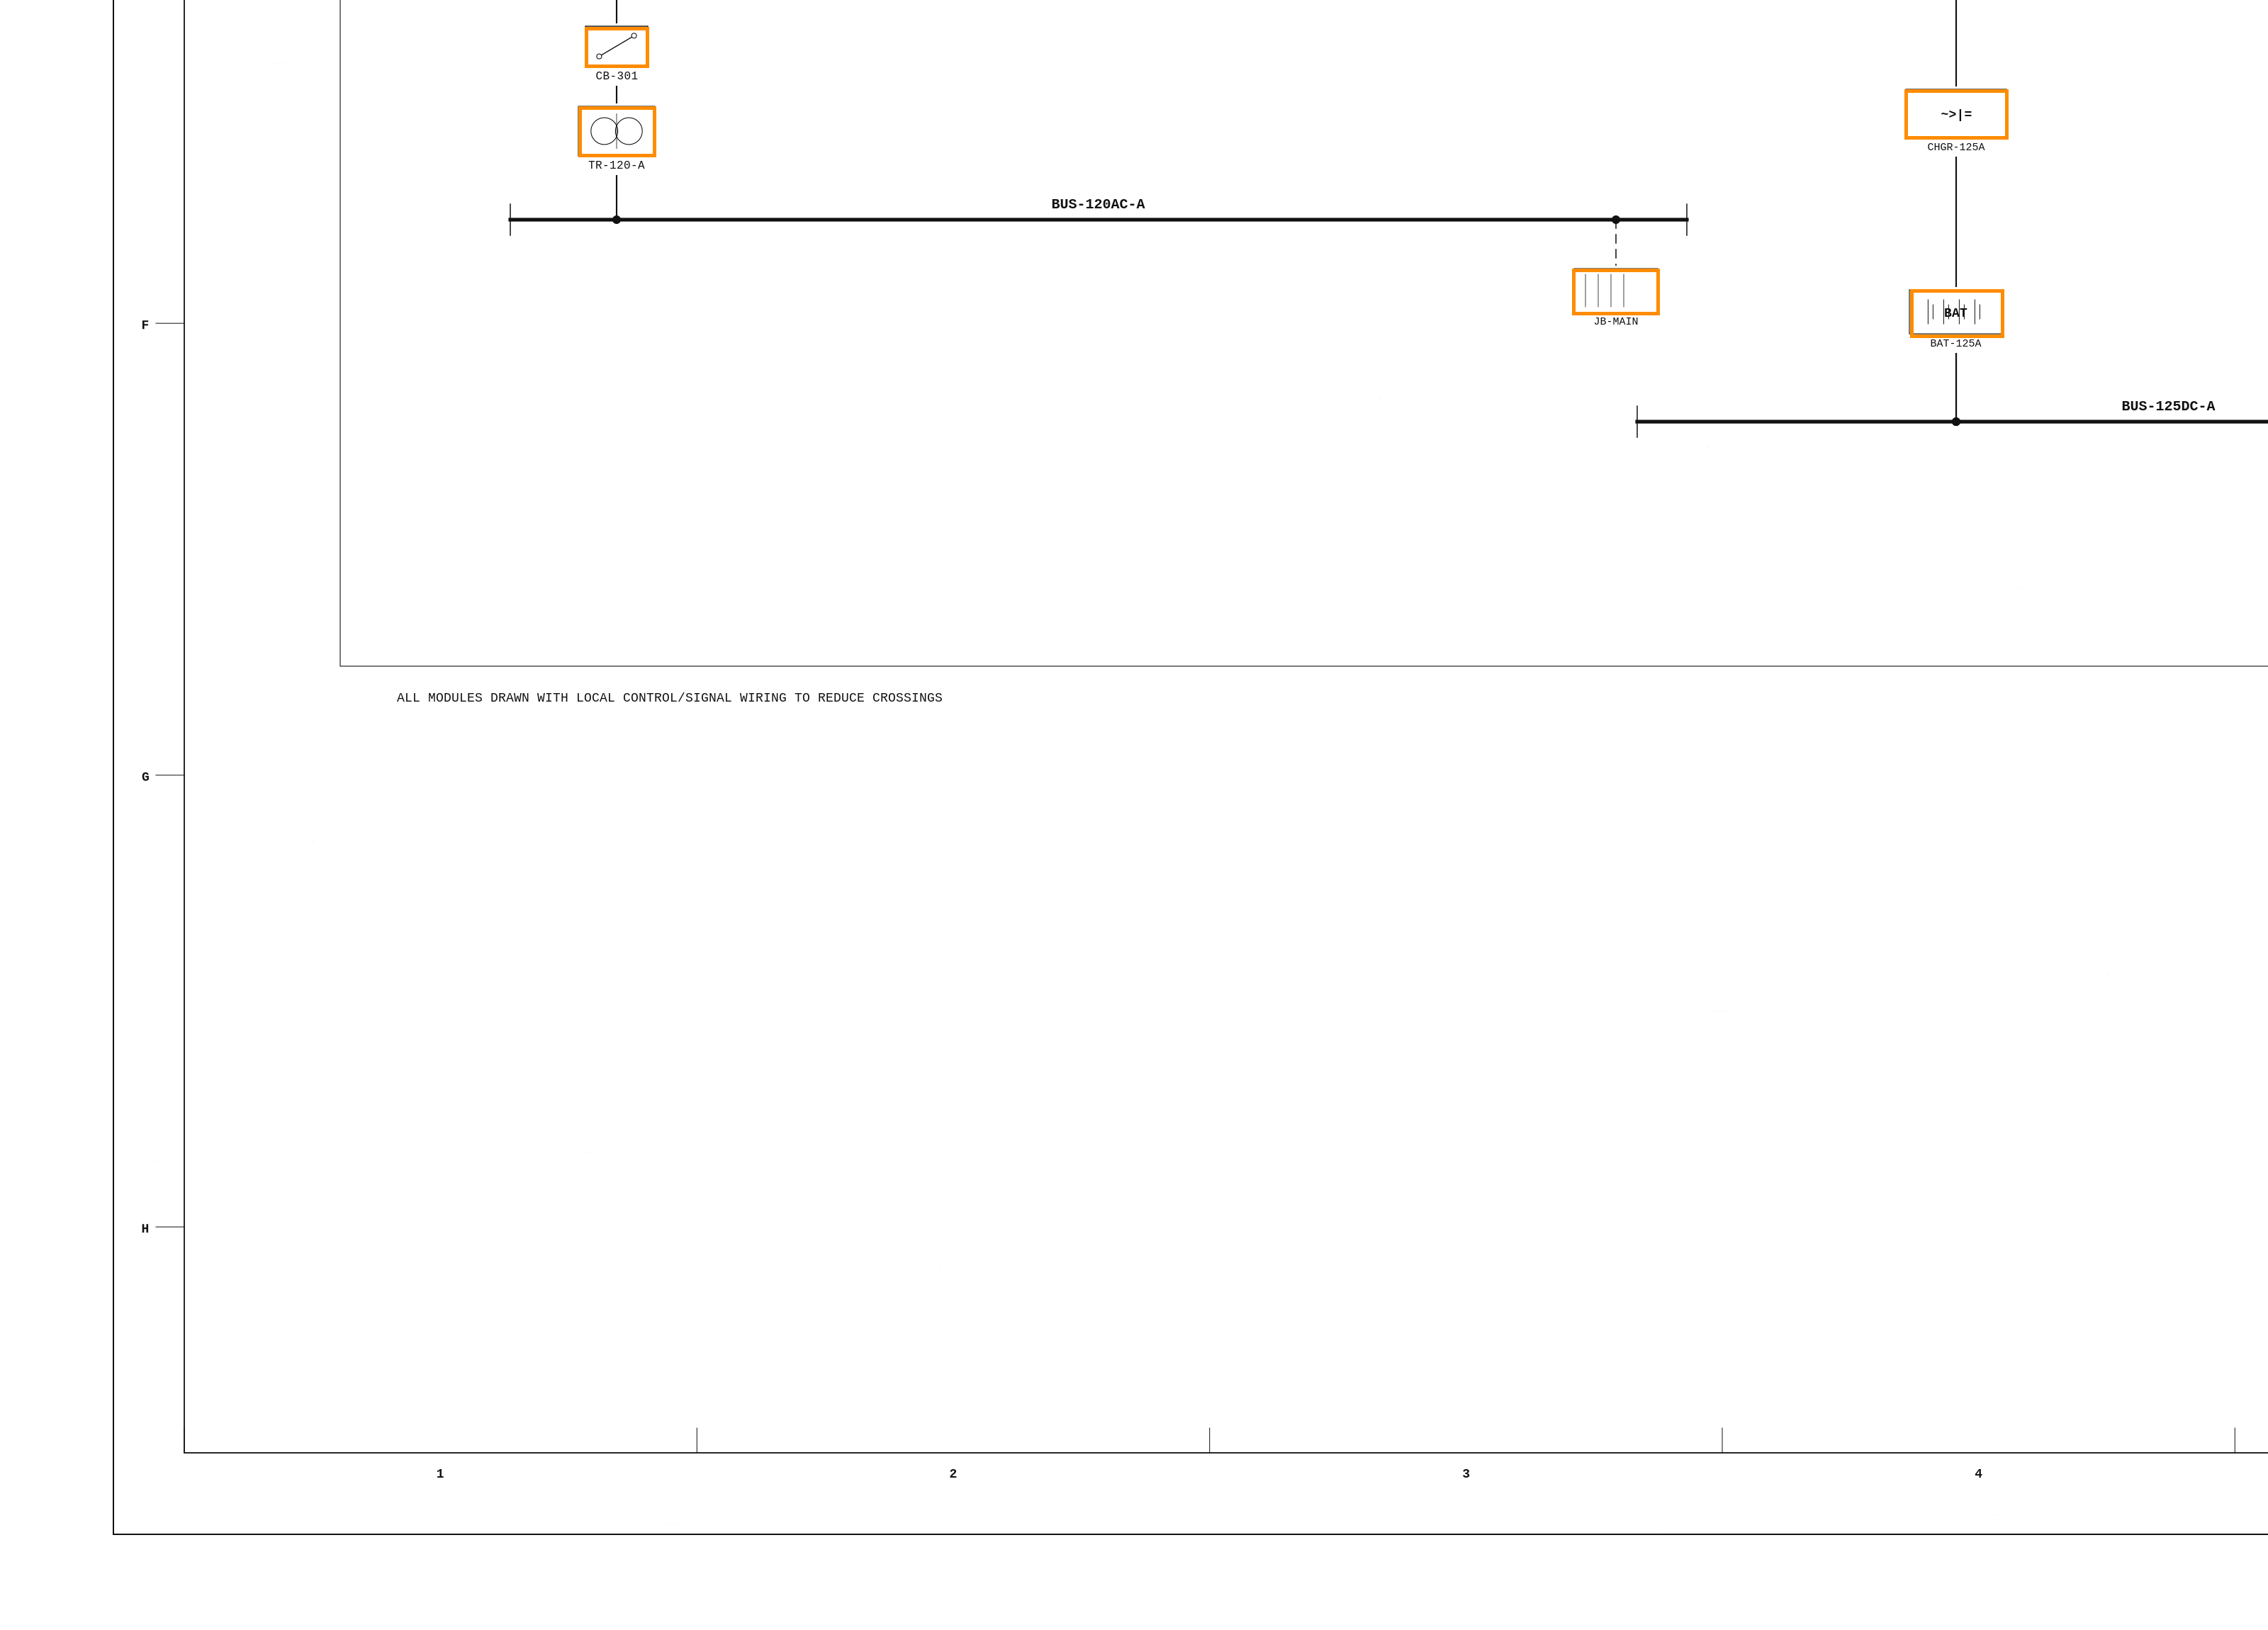 CB-301
~>|=
CHGR-125A
TR-120-A
BUS-120AC-A
JB-MAIN
F
BAT
BAT-125A
BUS-125DC-A
ALL MODULES DRAWN WITH LOCAL CONTROL/SIGNAL WIRING TO REDUCE CROSSINGS
G
H
1 2 3 4